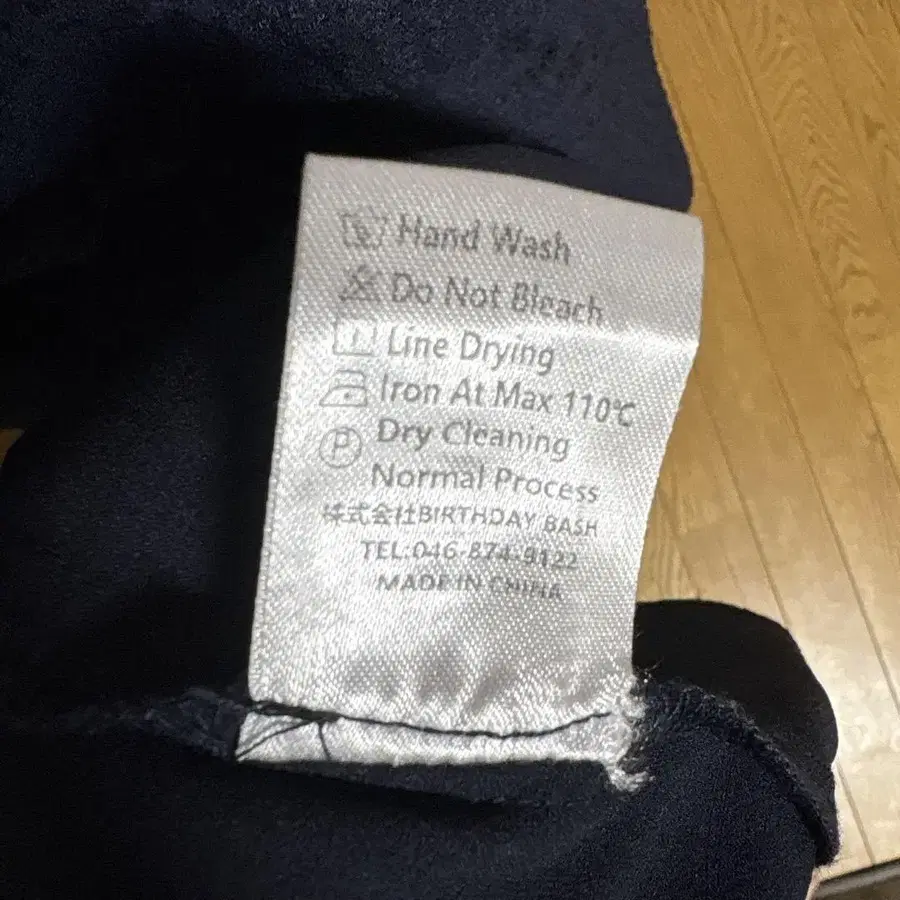 Hand Wash
Do Not Bleach
Line Drying
Iron At Max 110℃
P Dry Cleaning
Normal Process
株式会社BIRTHDAY BASH
TEL:046-874-9122
MADE IN CHINA